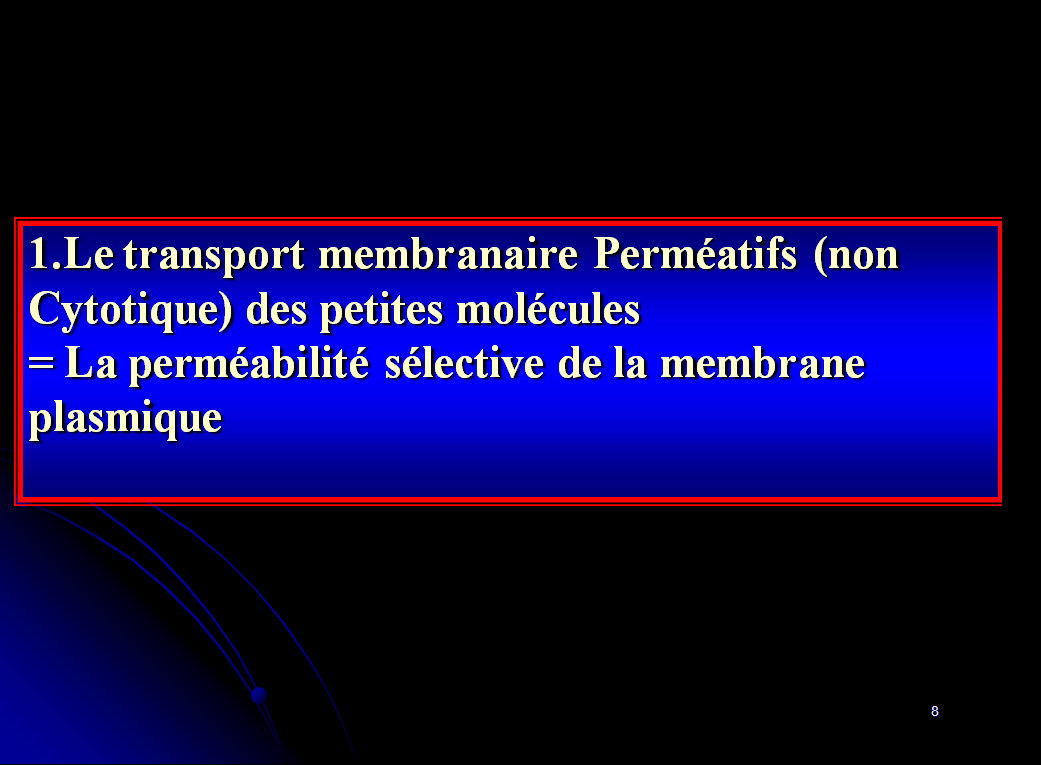 1.Le transport membranaire Perméatifs (non
Cytotique) des petites molécules
= La perméabilité sélective de la membrane
plasmique
8